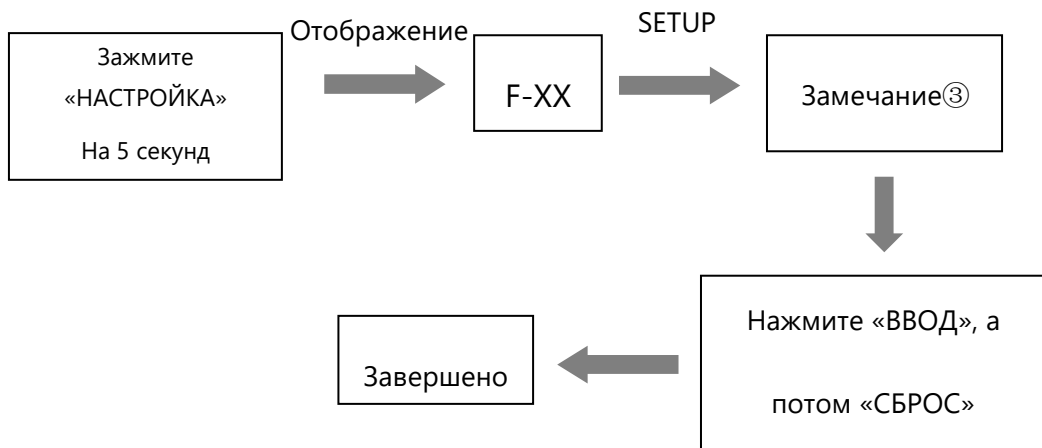 Зажмите
«НАСТРОЙКА»
На 5 секунд
Отображение
F-XX
SETUP
Замечание③
Нажмите «ВВОД», а
потом «СБРОС»
Завершено